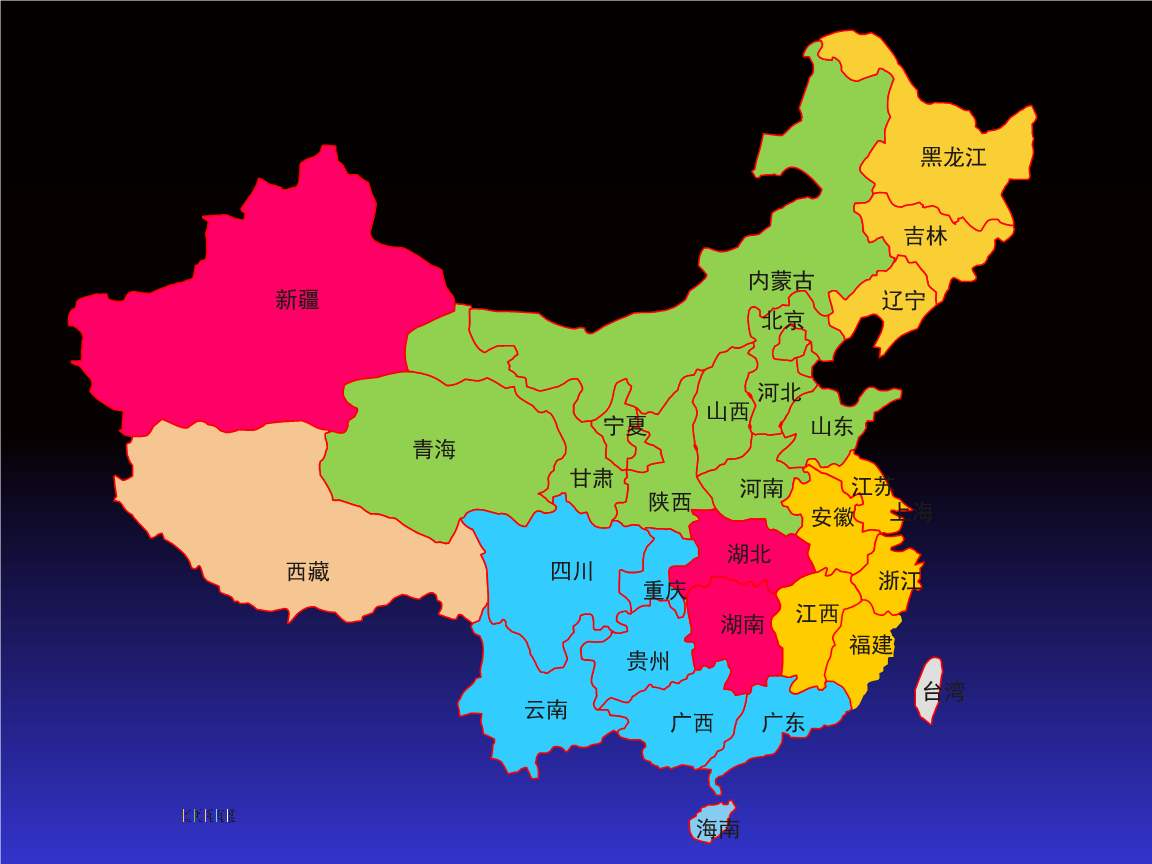 黑龙江
吉林
内蒙古
辽宁
新疆
北京
河北
山西
宁夏
山东
青海
甘肃
江苏
河南
陕西
上海
安徽
湖北
西藏
四川
浙江
重庆
江西
湖南
福建
贵州
台湾
云南
广西
广东
海南